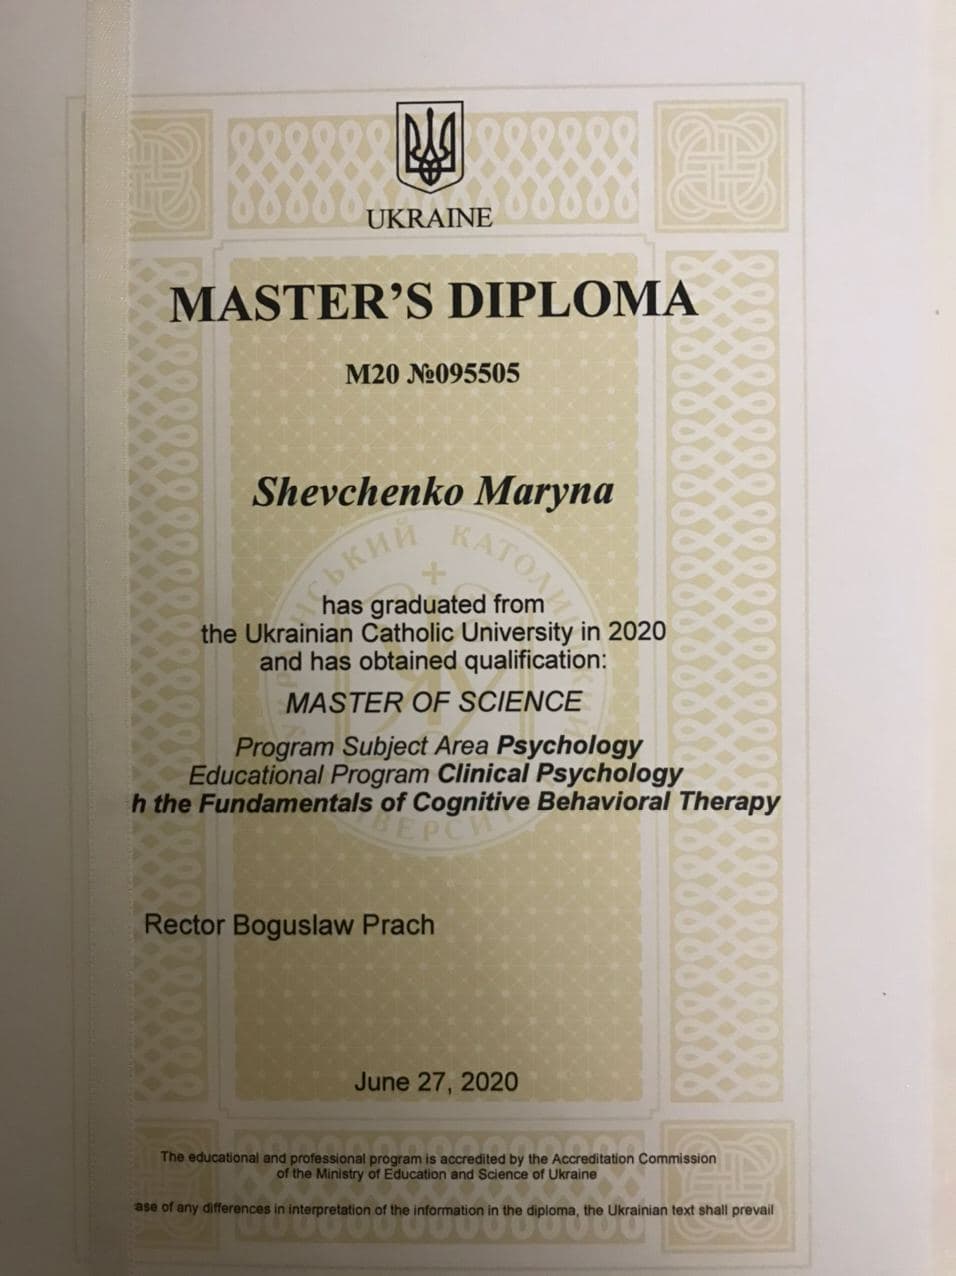 UKRAINE
MASTER'S DIPLOMA
M20 №095505
Shevchenko Maryna
has graduated from
the Ukrainian Catholic University in 2020
and has obtained qualification:
MASTER OF SCIENCE
Program Subject Area Psychology
Educational Program Clinical Psychology
h the Fundamentals of Cognitive Behavioral Therapy
Rector Boguslaw Prach
June 27, 2020
The educational and professional program is accredited by the Accreditation Commission
of the Ministry of Education and Science of Ukraine
ase of any differences in interpretation of the information in the diploma, the Ukrainian text shall prevail